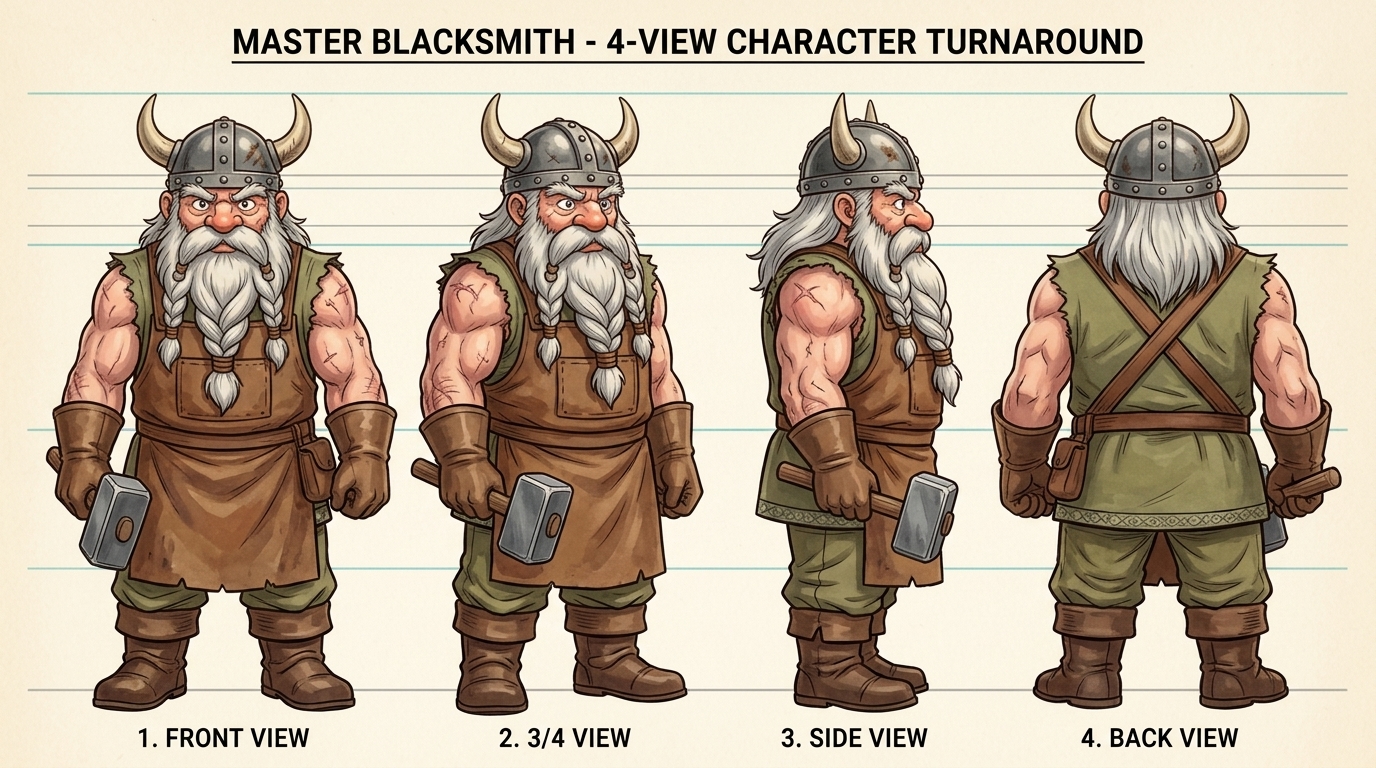 MASTER BLACKSMITH - 4-VIEW CHARACTER TURNAROUND
1. FRONT VIEW
2. 3/4 VIEW
3. SIDE VIEW
4. BACK VIEW